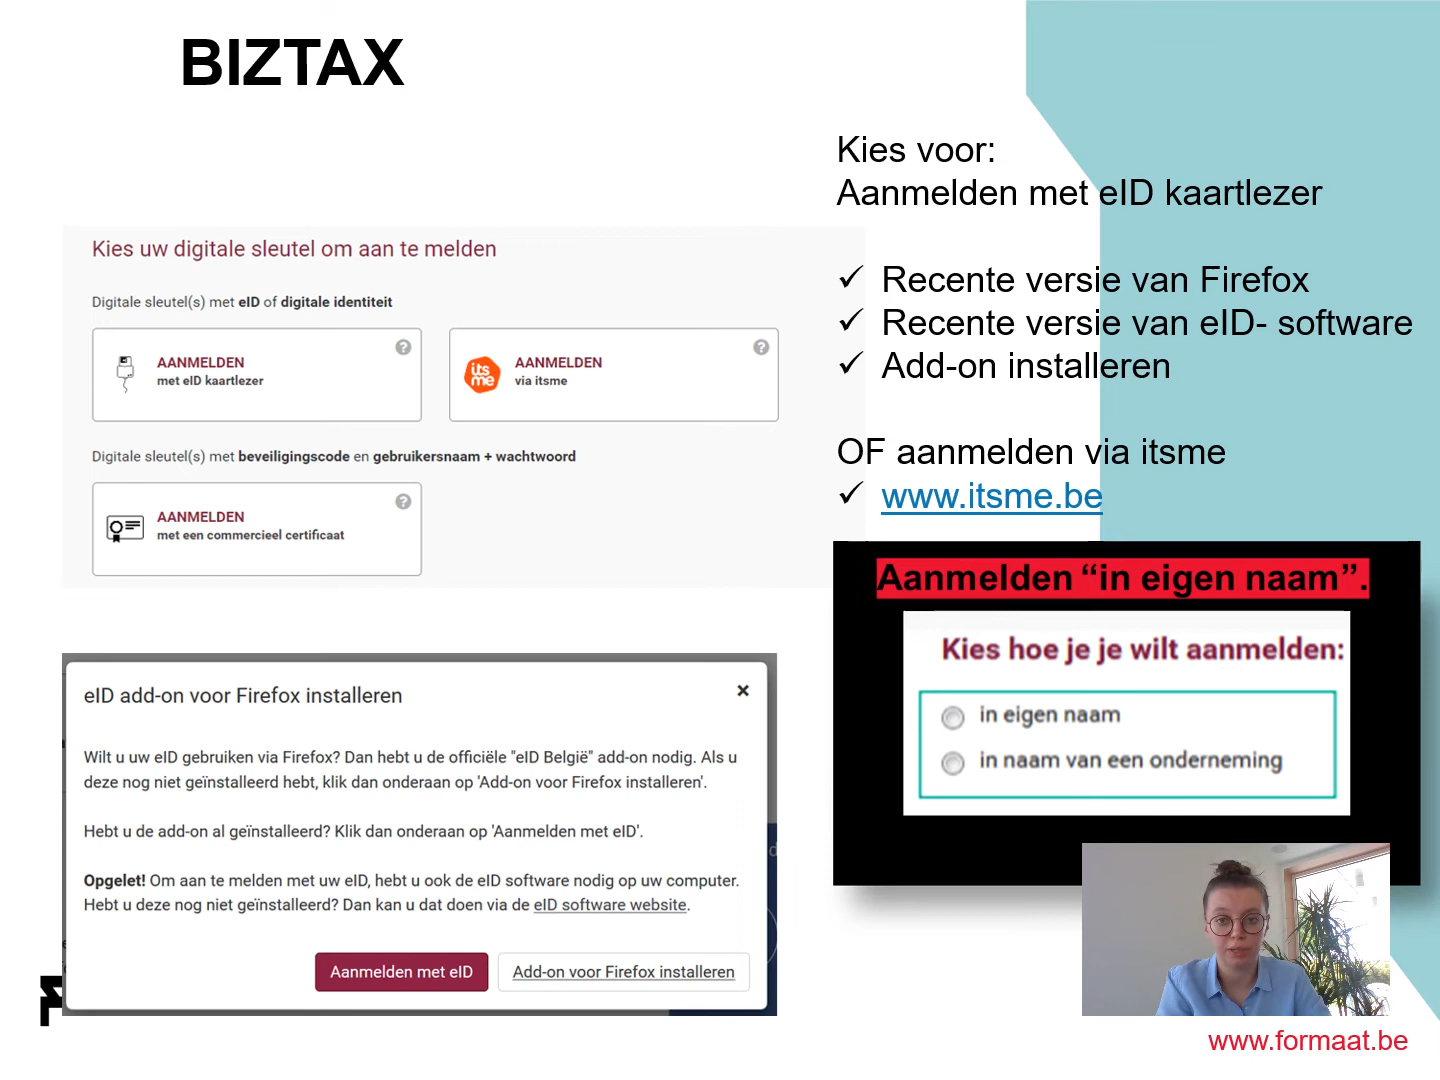 BIZTAX
Kies voor:
Aanmelden met eID kaartlezer
✓ Recente versie van Firefox
✓ Recente versie van eID- software
✓ Add-on installeren
OF aanmelden via itsme
✓ www.itsme.be
Kies uw digitale sleutel om aan te melden
Digitale sleutel(s) met eID of digitale identiteit
AANMELDEN
met eID kaartlezer
?
its
me
AANMELDEN
via itsme
?
Digitale sleutel(s) met beveiligingscode en gebruikersnaam + wachtwoord
AANMELDEN
met een commercieel certificaat
?
Aanmelden “in eigen naam”.
Kies hoe je je wilt aanmelden:
in eigen naam
in naam van een onderneming
eID add-on voor Firefox installeren
Wilt u uw eID gebruiken via Firefox? Dan hebt u de officiële "eID België" add-on nodig. Als u
deze nog niet geïnstalleerd hebt, klik dan onderaan op 'Add-on voor Firefox installeren'.
Hebt u de add-on al geïnstalleerd? Klik dan onderaan op 'Aanmelden met eID'.
Opgelet! Om aan te melden met uw eID, hebt u ook de eID software nodig op uw computer.
Hebt u deze nog niet geïnstalleerd? Dan kan u dat doen via de eID software website.
Aanmelden met eID
Add-on voor Firefox installeren
www.formaat.be